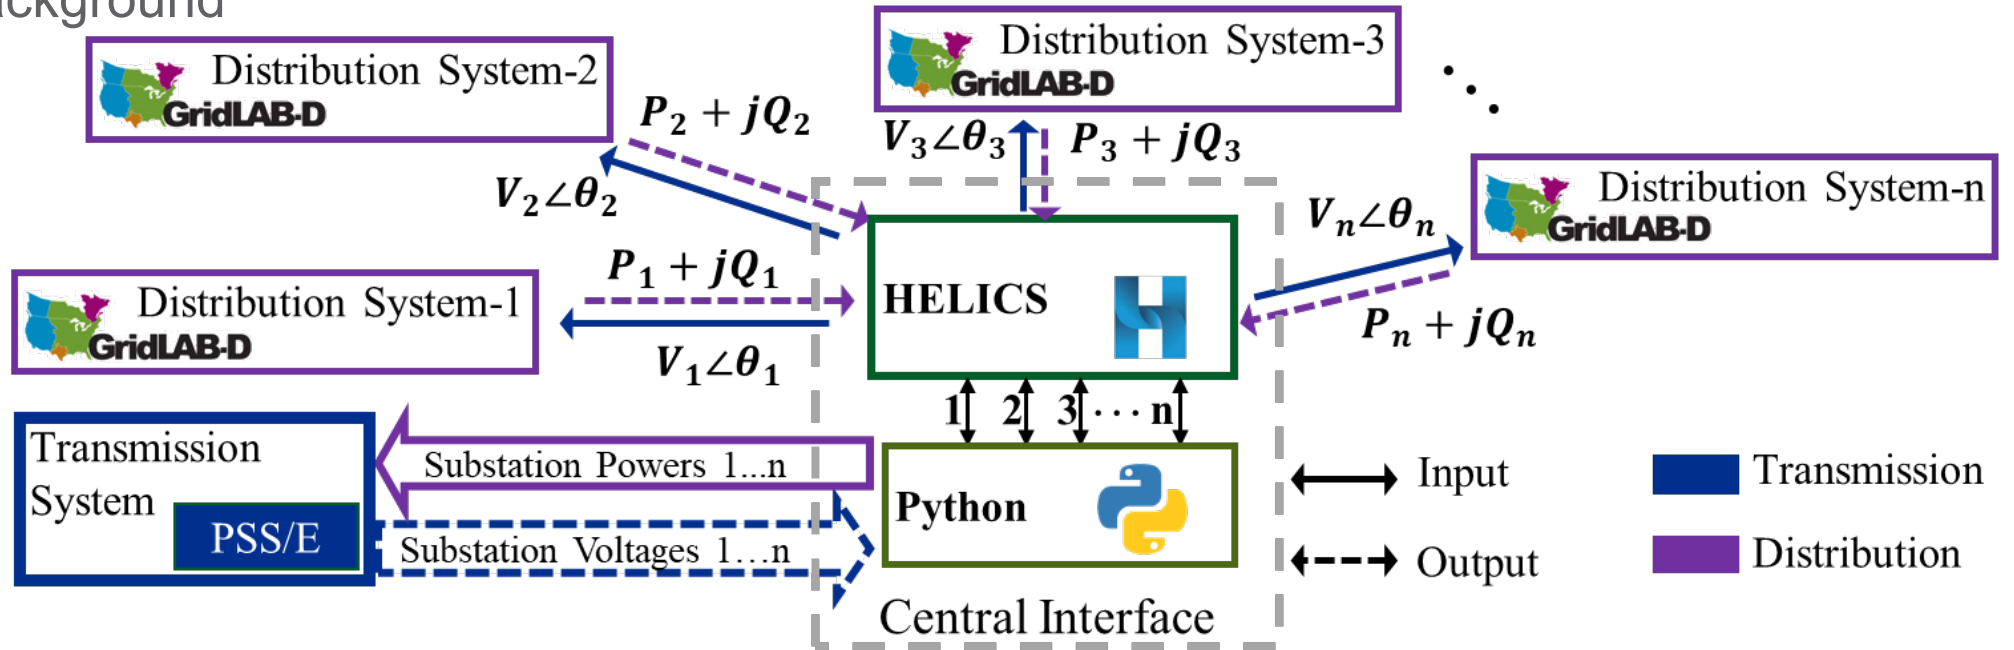 Distribution System-2
GridLAB-D
Distribution System-3
GridLAB-D
P₂ + jQ₂
V₂∠θ₂
V₃∠θ₃
P₃ + jQ₃
Distribution System-n
GridLAB-D
Vₙ∠θₙ
Pₙ + jQₙ
Distribution System-1
GridLAB-D
P₁ + jQ₁
V₁∠θ₁
HELICS
1 2 3 ··· n
Transmission
System
PSS/E
Substation Powers 1...n
Substation Voltages 1...n
Python
Central Interface
Input
Output
Transmission
Distribution